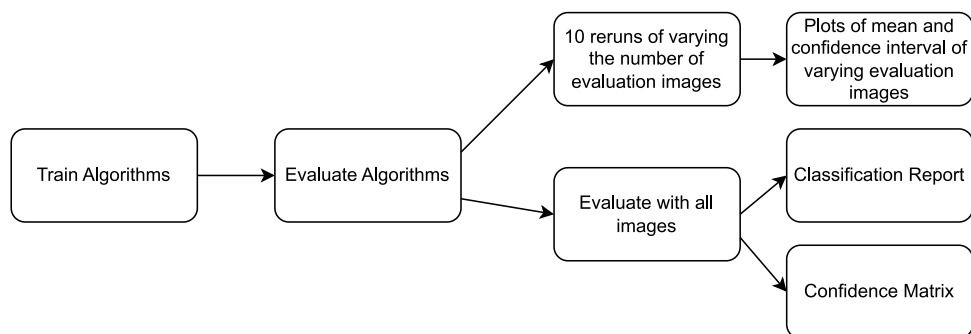 Train Algorithms
Evaluate Algorithms
10 reruns of varying
the number of
evaluation images
Plots of mean and
confidence interval of
varying evaluation
images
Evaluate with all
images
Classification Report
Confidence Matrix